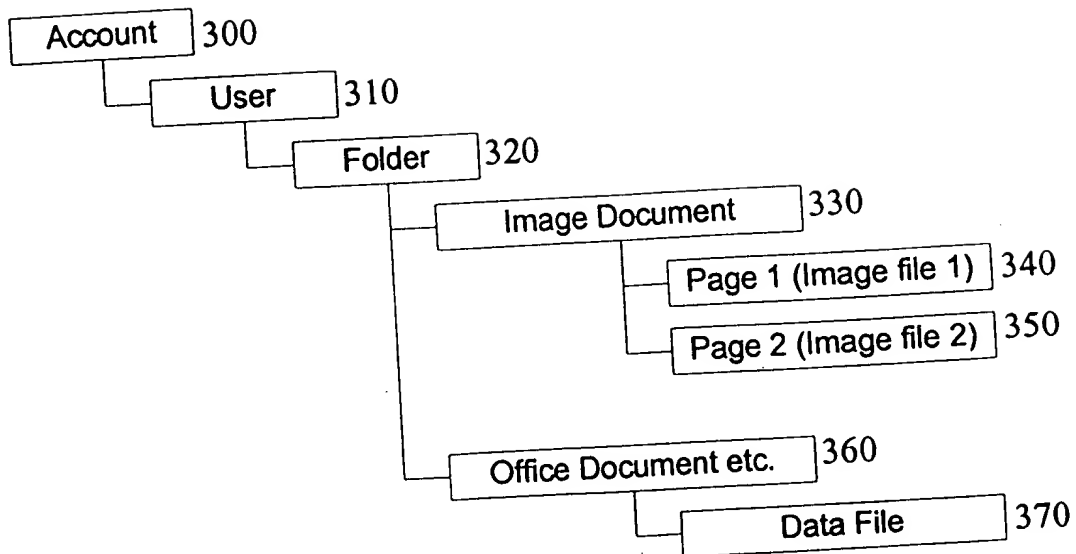 Account 300
User 310
Folder 320
Image Document 330
Page 1 (Image file 1) 340
Page 2 (Image file 2) 350
Office Document etc. 360
Data File 370